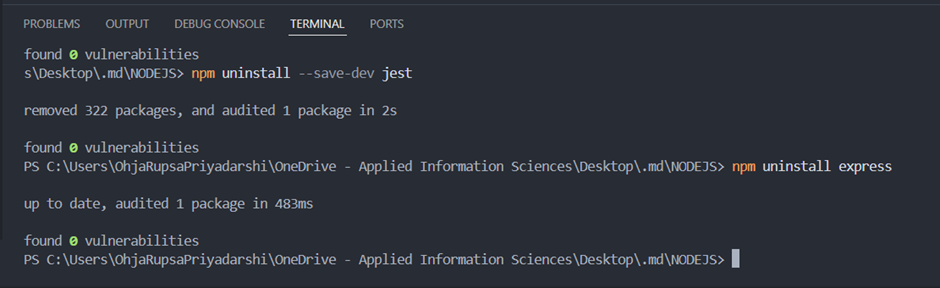 PROBLEMS OUTPUT DEBUG CONSOLE TERMINAL PORTS
found 0 vulnerabilities
s\Desktop\.md\NODEJS> npm uninstall --save-dev jest
removed 322 packages, and audited 1 package in 2s
found 0 vulnerabilities
PS C:\Users\OhjaRupsaPriyadarshi\OneDrive - Applied Information Sciences\Desktop\.md\NODEJS> npm uninstall express
up to date, audited 1 package in 483ms
found 0 vulnerabilities
PS C:\Users\OhjaRupsaPriyadarshi\OneDrive - Applied Information Sciences\Desktop\.md\NODEJS>